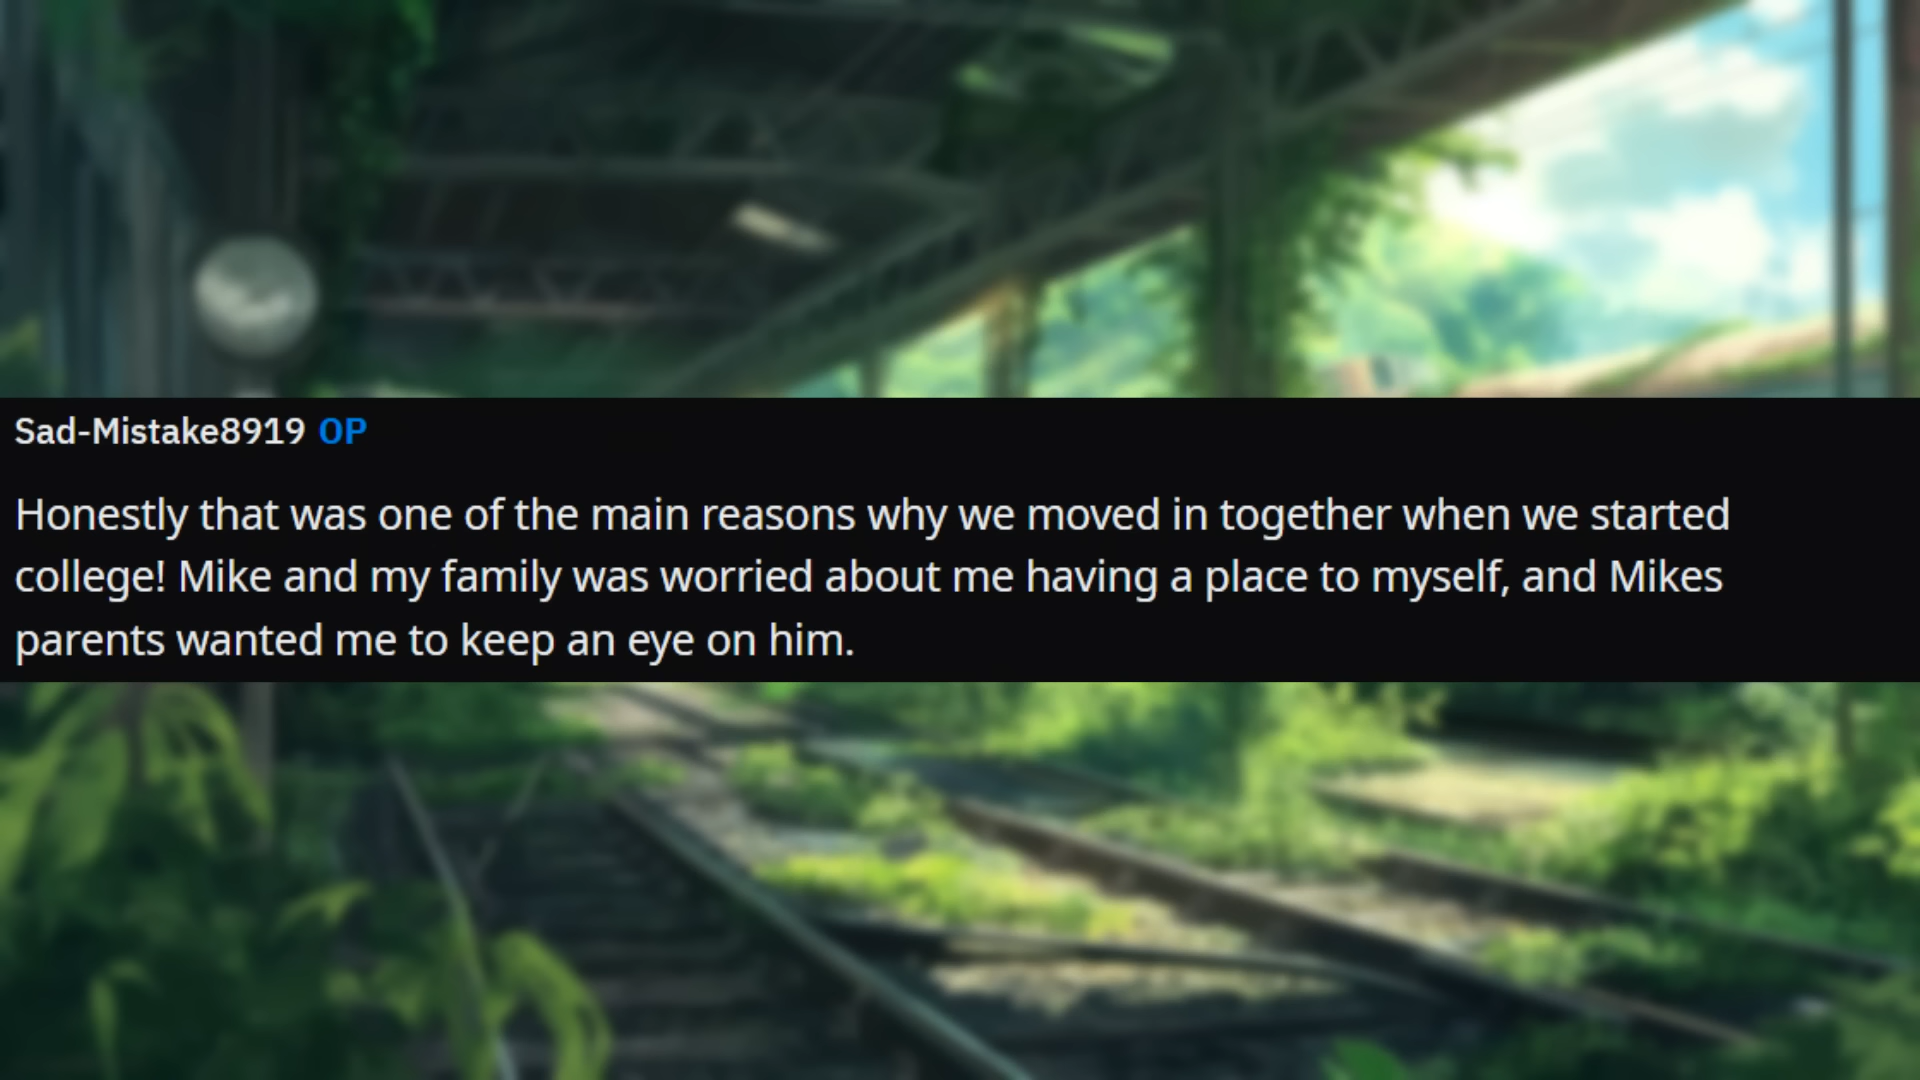 Sad-Mistake8919 OP
Honestly that was one of the main reasons why we moved in together when we started
college! Mike and my family was worried about me having a place to myself, and Mikes
parents wanted me to keep an eye on him.